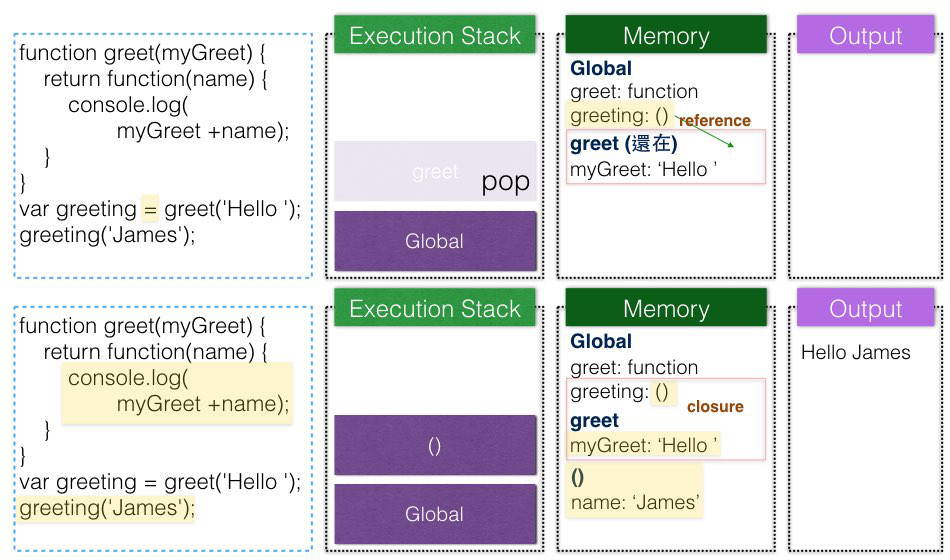 function greet(myGreet) {
return function(name) {
console.log(
myGreet +name);
}
}
var greeting = greet('Hello ');
greeting('James');
Execution Stack
greet
pop
Global
Memory
Global
greet: function
greeting: ()
reference
greet (還在)
myGreet: ‘Hello ’
Output
function greet(myGreet) {
return function(name) {
console.log(
myGreet +name);
}
}
var greeting = greet('Hello ');
greeting('James');
Execution Stack
()
Global
Memory
Global
greet: function
greeting: ()
closure
greet
myGreet: ‘Hello ’
()
name: ‘James’
Output
Hello James